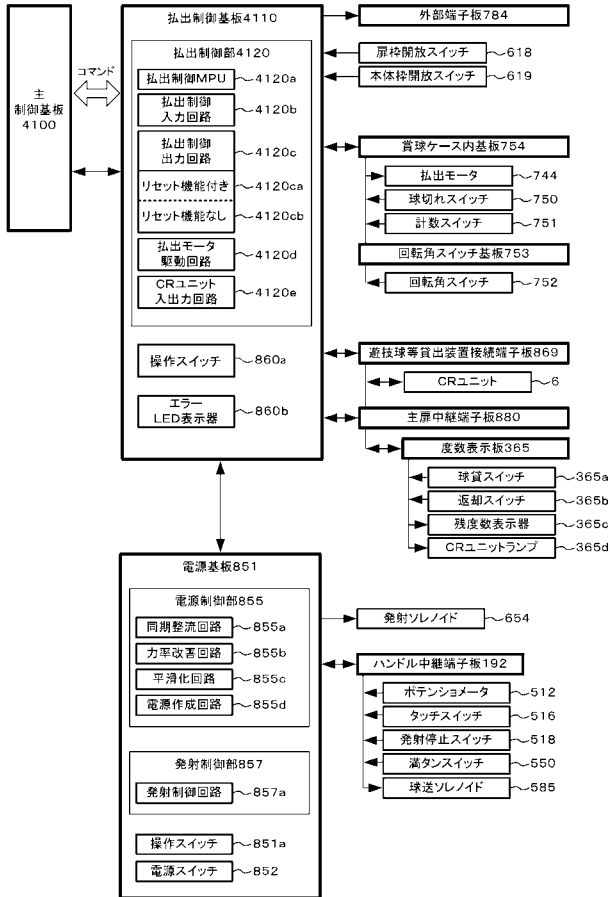 主
制御基板
4100
コマンド
払出制御基板4110
払出制御部4120
払出制御MPU
4120a
払出制御
入力回路
4120b
払出制御
出力回路
4120c
リセット機能付き
4120ca
リセット機能なし
4120cb
払出モータ
駆動回路
4120d
CRユニット
入出力回路
4120e
操作スイッチ
860a
エラー
LED表示器
860b
外部端子板784
扉枠開放スイッチ
618
本体枠開放スイッチ
619
賞球ケース内基板754
払出モータ
744
球切れスイッチ
750
計数スイッチ
751
回転角スイッチ基板753
回転角スイッチ
752
遊技球等貸出装置接続端子板869
CRユニット
6
主扉中継端子板880
度数表示板365
球貸スイッチ
365a
返却スイッチ
365b
残度数表示器
365c
CRユニットランプ
365d
電源基板851
電源制御部855
同期整流回路
855a
力率改善回路
855b
平滑化回路
855c
電源作成回路
855d
発射制御部857
発射制御回路
857a
操作スイッチ
851a
電源スイッチ
852
発射ソレノイド
654
ハンドル中継端子板192
ポテンショメータ
512
タッチスイッチ
516
発射停止スイッチ
518
満タンスイッチ
550
球送ソレノイド
585